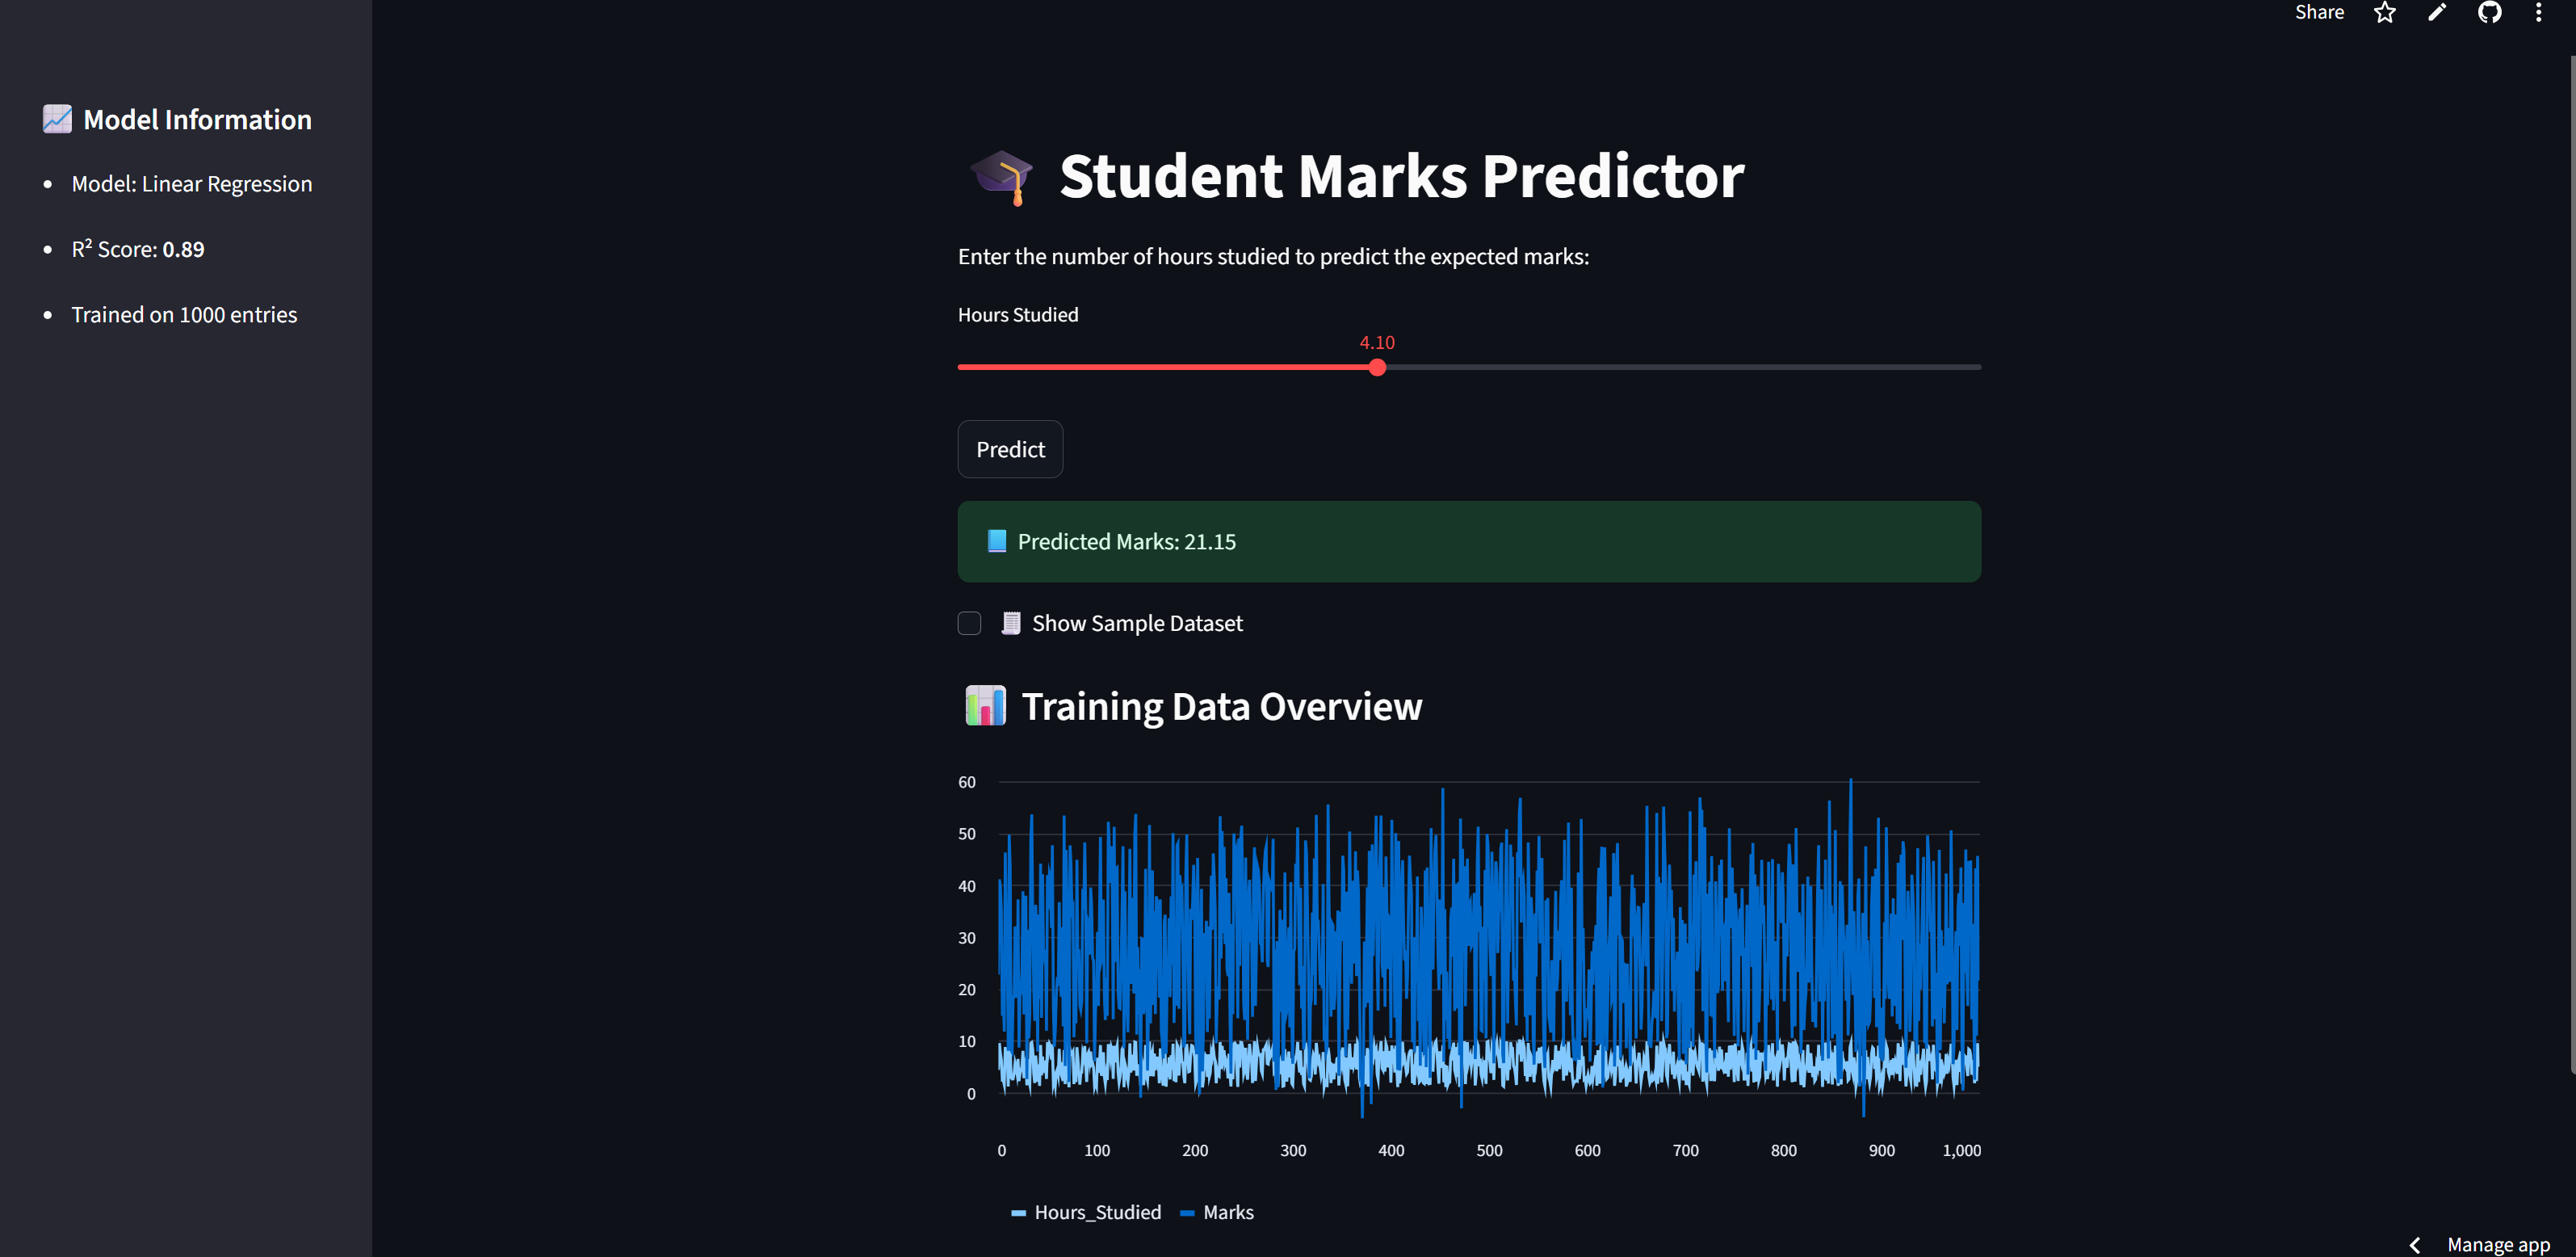 Share
Model Information
Model: Linear Regression
R² Score: 0.89
Trained on 1000 entries
Student Marks Predictor
Enter the number of hours studied to predict the expected marks:
Hours Studied
4.10
Predict
Predicted Marks: 21.15
Show Sample Dataset
Training Data Overview
60
50
40
30
20
10
0
0 100 200 300 400 500 600 700 800 900 1,000
Hours_Studied Marks
Manage app